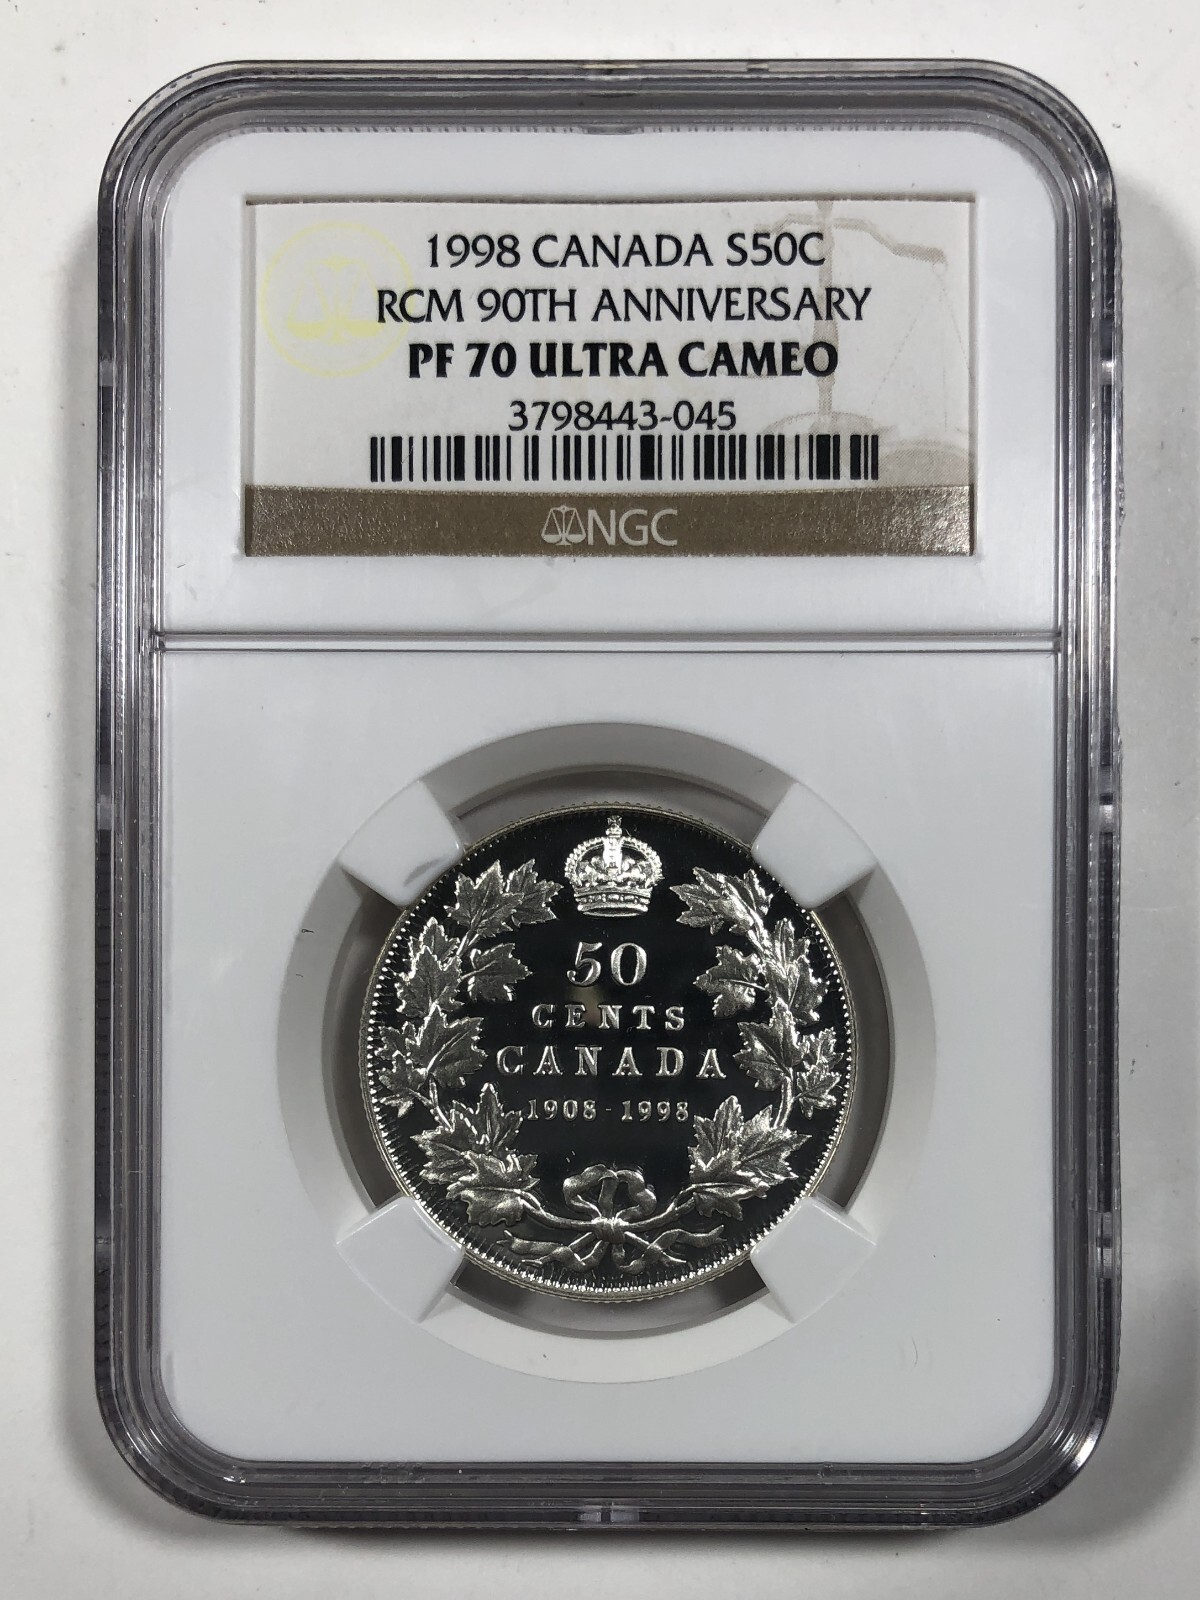 1998 CANADA S50C
RCM 90TH ANNIVERSARY
PF 70 ULTRA CAMEO
3798443-045
NGC
50
CENTS
CANADA
1908-1998